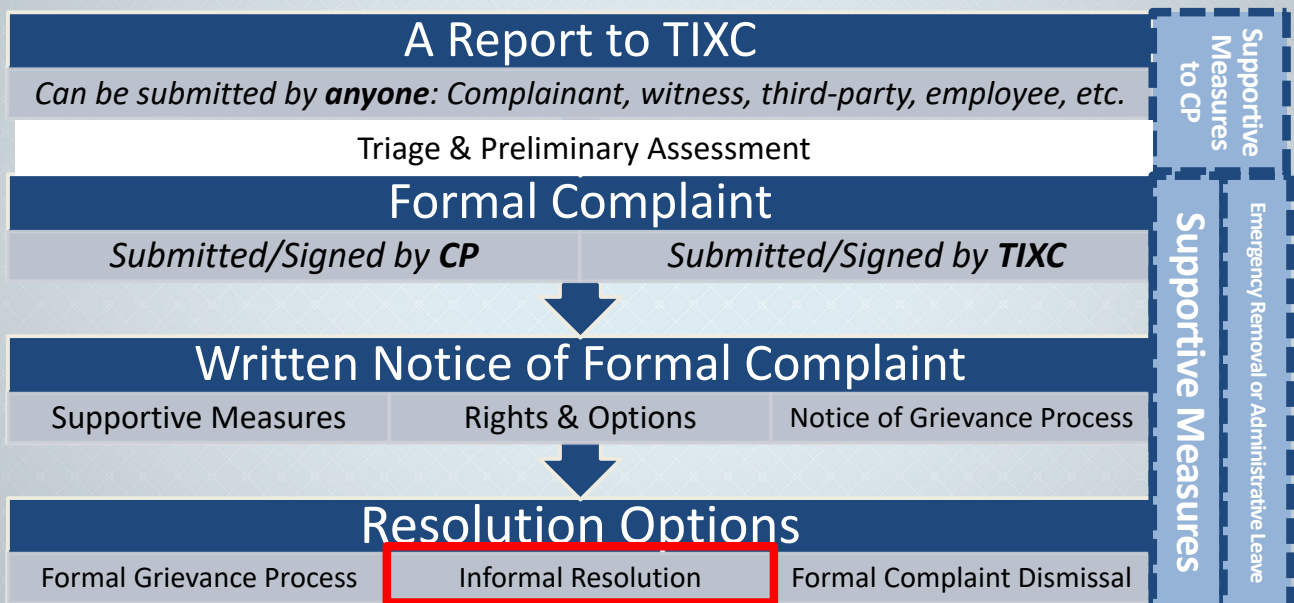 A Report to TIXC
Can be submitted by anyone: Complainant, witness, third-party, employee, etc.
Triage & Preliminary Assessment
Formal Complaint
Submitted/Signed by CP
Submitted/Signed by TIXC
Written Notice of Formal Complaint
Supportive Measures
Rights & Options
Notice of Grievance Process
Resolution Options
Formal Grievance Process
Informal Resolution
Formal Complaint Dismissal
Supportive
Measures
to CP
Supportive Measures
Emergency Removal or Administrative Leave